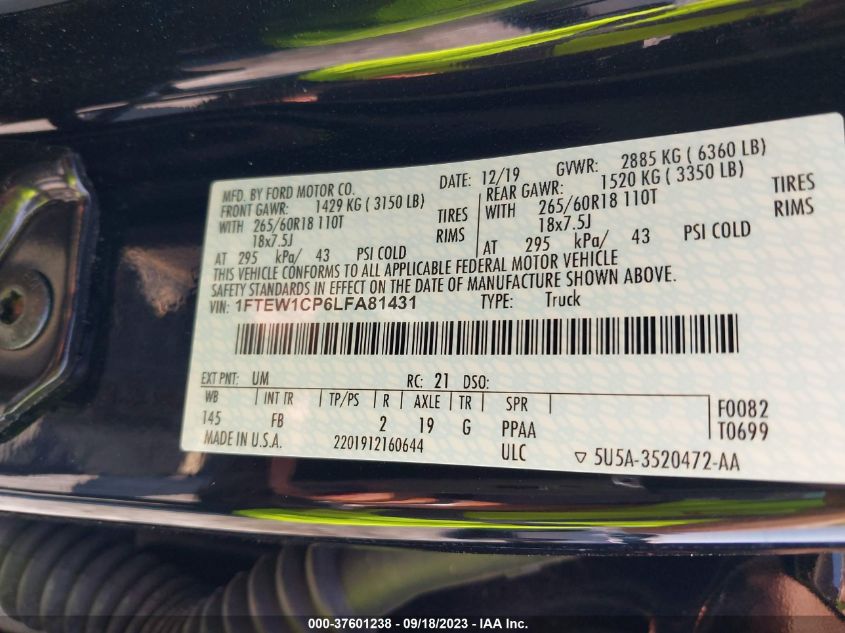 MFD. BY FORD MOTOR CO. DATE: 12/19 GVWR: 2885 KG ( 6360 LB)
FRONT GAWR: 1429 KG ( 3150 LB) REAR GAWR: 1520 KG ( 3350 LB)
WITH 265/60R18 110T TIRES WITH 265/60R18 110T TIRES
18x7.5J RIMS 18x7.5J RIMS
AT 295 kPa/ 43 PSI COLD AT 295 kPa/ 43 PSI COLD
THIS VEHICLE CONFORMS TO ALL APPLICABLE FEDERAL MOTOR VEHICLE
SAFETY STANDARDS IN EFFECT ON THE DATE OF MANUFACTURE SHOWN ABOVE.
VIN: 1FTEW1CP6LFA81431 TYPE: Truck
EXT PNT: UM RC: 21 DSO:
WB INT TR TP/PS R AXLE TR SPR
145 FB 2 19 G PPAA
F0082
T0699
MADE IN U.S.A. 2201912160644 ULC ▽ 5U5A-3520472-AA
000-37601238 - 09/18/2023 - IAA Inc.